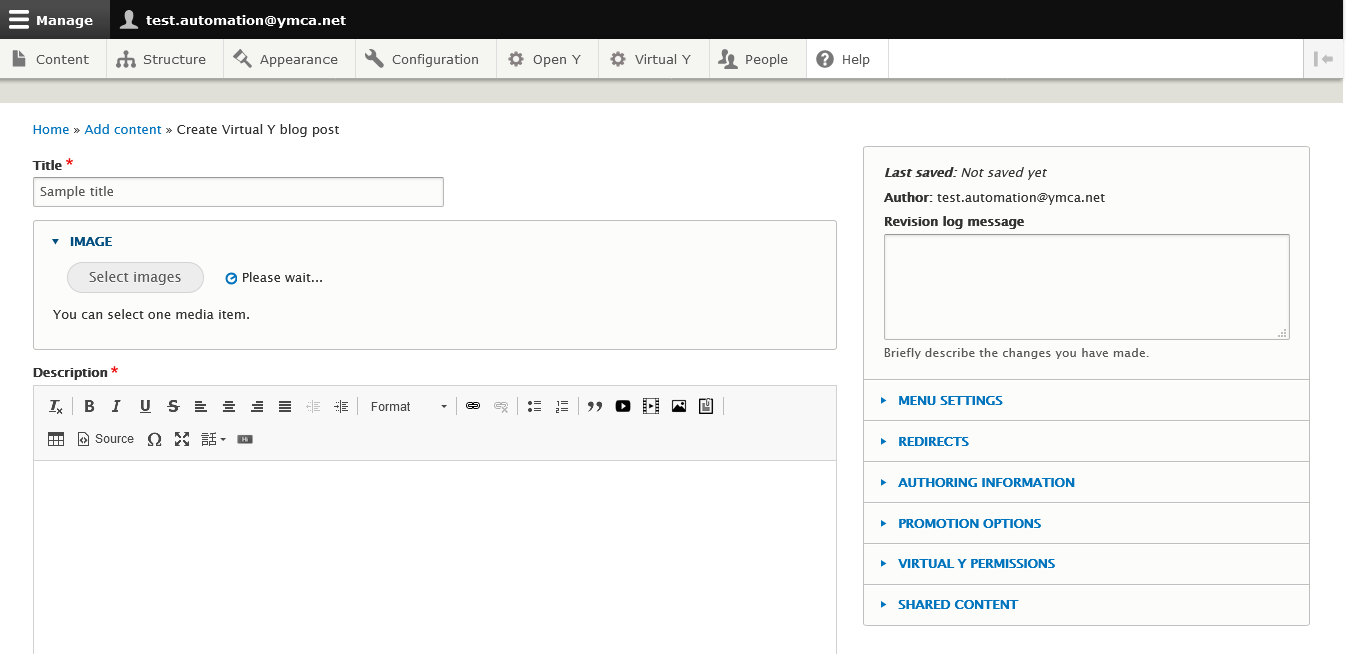 Manage test.automation@ymca.net
Content Structure Appearance Configuration Open Y Virtual Y People Help
Home » Add content » Create Virtual Y blog post
Title *
Sample title
IMAGE
Select images Please wait...
You can select one media item.
Description *
Format
Source
Last saved: Not saved yet
Author: test.automation@ymca.net
Revision log message
Briefly describe the changes you have made.
MENU SETTINGS
REDIRECTS
AUTHORING INFORMATION
PROMOTION OPTIONS
VIRTUAL Y PERMISSIONS
SHARED CONTENT